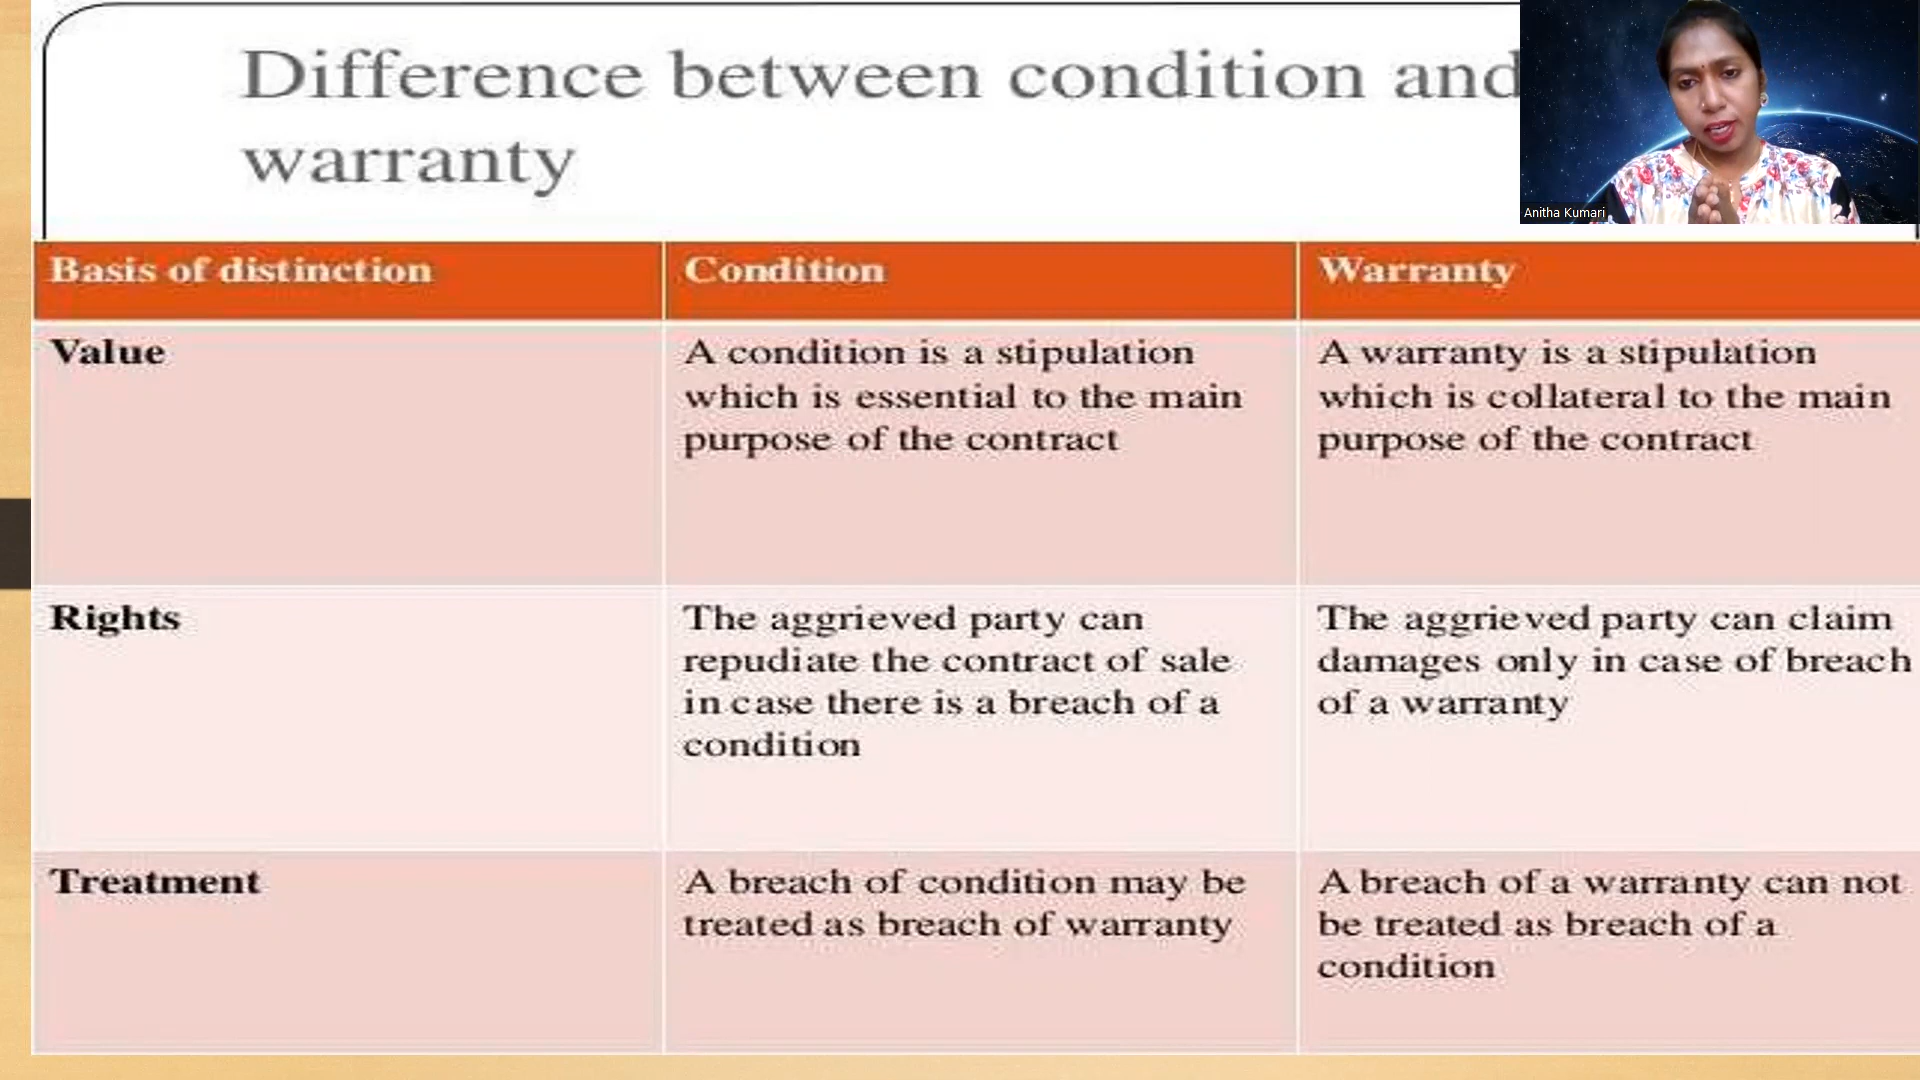 Difference between condition and
warranty
Anitha Kumari
Basis of distinction
Condition
Warranty
Value
A condition is a stipulation
which is essential to the main
purpose of the contract
A warranty is a stipulation
which is collateral to the main
purpose of the contract
Rights
The aggrieved party can
repudiate the contract of sale
in case there is a breach of a
condition
The aggrieved party can claim
damages only in case of breach
of a warranty
Treatment
A breach of condition may be
treated as breach of warranty
A breach of a warranty can not
be treated as breach of a
condition